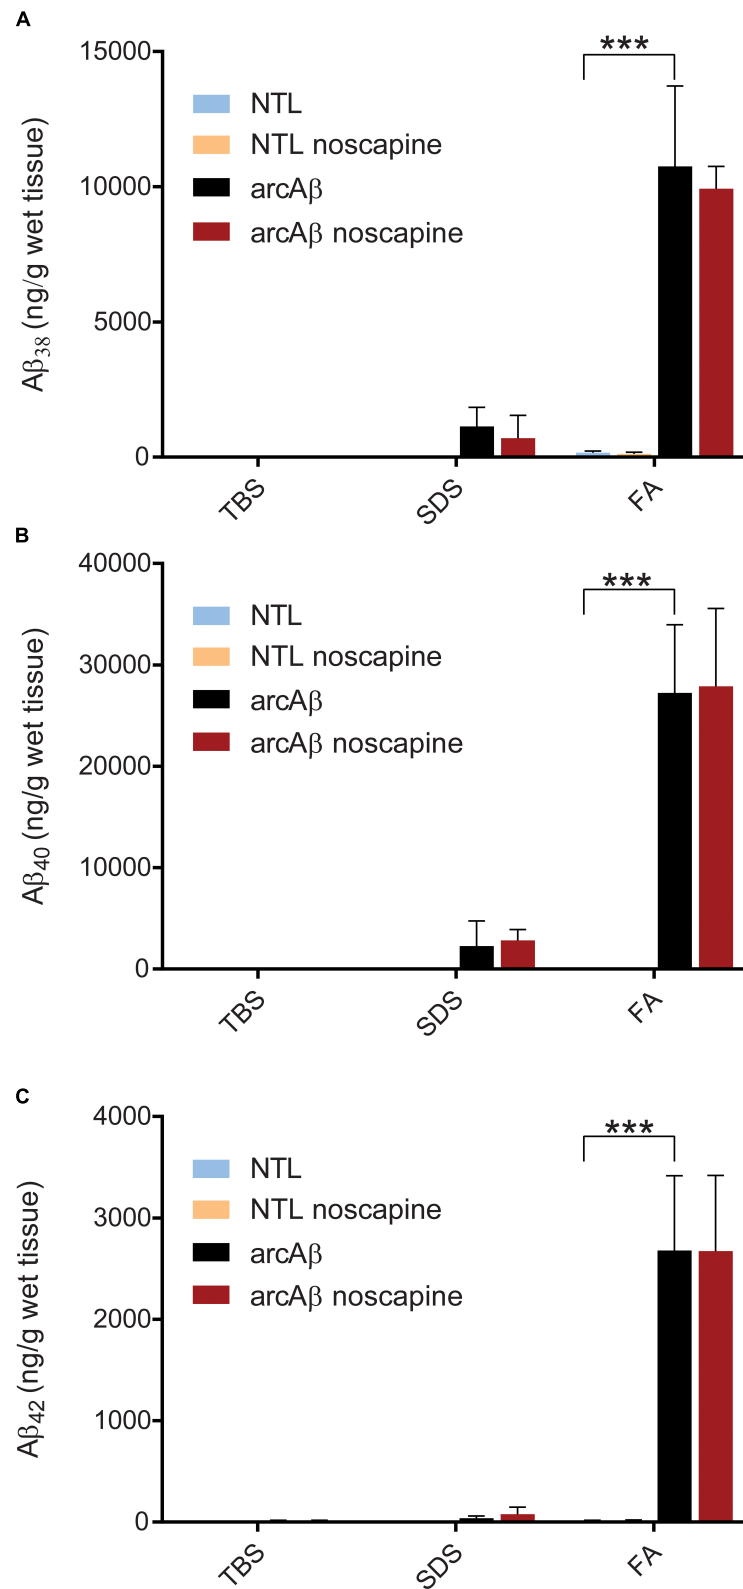 A
***
15000
10000
5000
0
Aβ38 (ng/g wet tissue)
NTL
NTL noscapine
arcAβ
arcAβ noscapine
TBS
SDS
FA
B
***
40000
30000
20000
10000
0
Aβ40 (ng/g wet tissue)
NTL
NTL noscapine
arcAβ
arcAβ noscapine
TBS
SDS
FA
C
***
4000
3000
2000
1000
0
Aβ42 (ng/g wet tissue)
NTL
NTL noscapine
arcAβ
arcAβ noscapine
TBS
SDS
FA